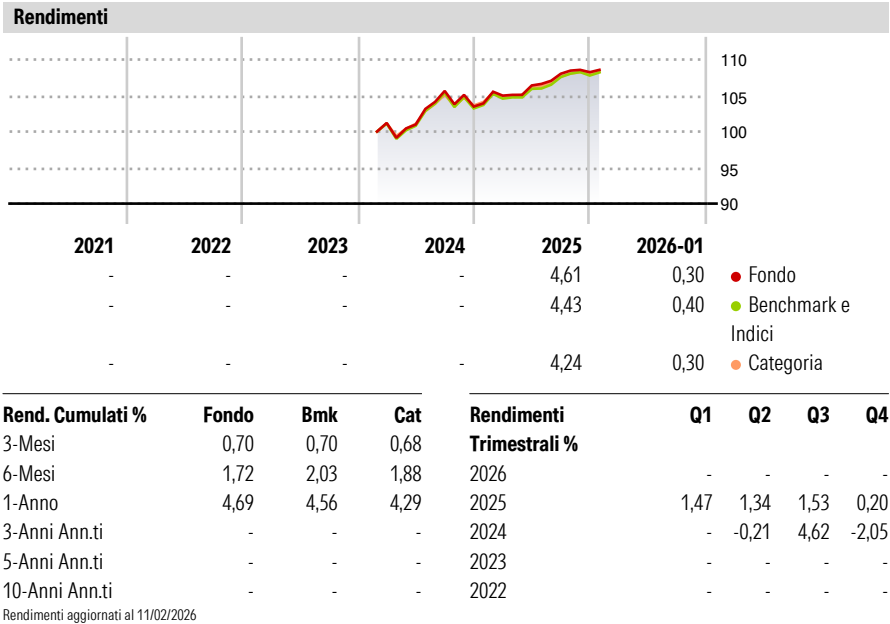 Rendimenti
110
105
100
95
90
2021 2022 2023 2024 2025 2026-01
- - - - 4,61 0,30 Fondo
- - - - 4,43 0,40 Benchmark e
Indici
- - - - 4,24 0,30 Categoria
Rend. Cumulati % Fondo Bmk Cat
3-Mesi 0,70 0,70 0,68
6-Mesi 1,72 2,03 1,88
1-Anno 4,69 4,56 4,29
3-Anni Ann.ti - - -
5-Anni Ann.ti - - -
10-Anni Ann.ti - - -
Rendimenti Q1 Q2 Q3 Q4
Trimestrali %
2026 - - - -
2025 1,47 1,34 1,53 0,20
2024 - -0,21 4,62 -2,05
2023 - - - -
2022 - - - -
Rendimenti aggiornati al 11/02/2026